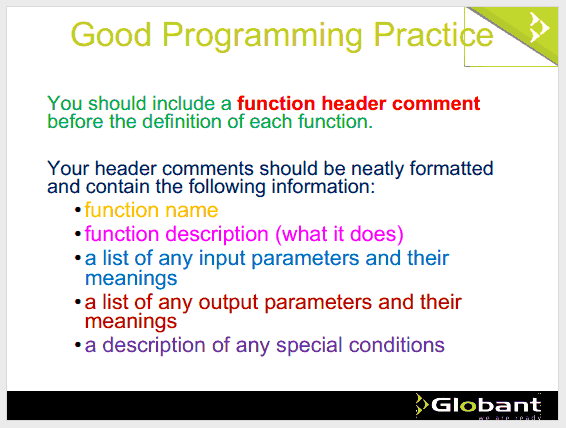 Good Programming Practice
You should include a function header comment
before the definition of each function.
Your header comments should be neatly formatted
and contain the following information:
•function name
•function description (what it does)
•a list of any input parameters and their
meanings
•a list of any output parameters and their
meanings
•a description of any special conditions
Globant
we are ready